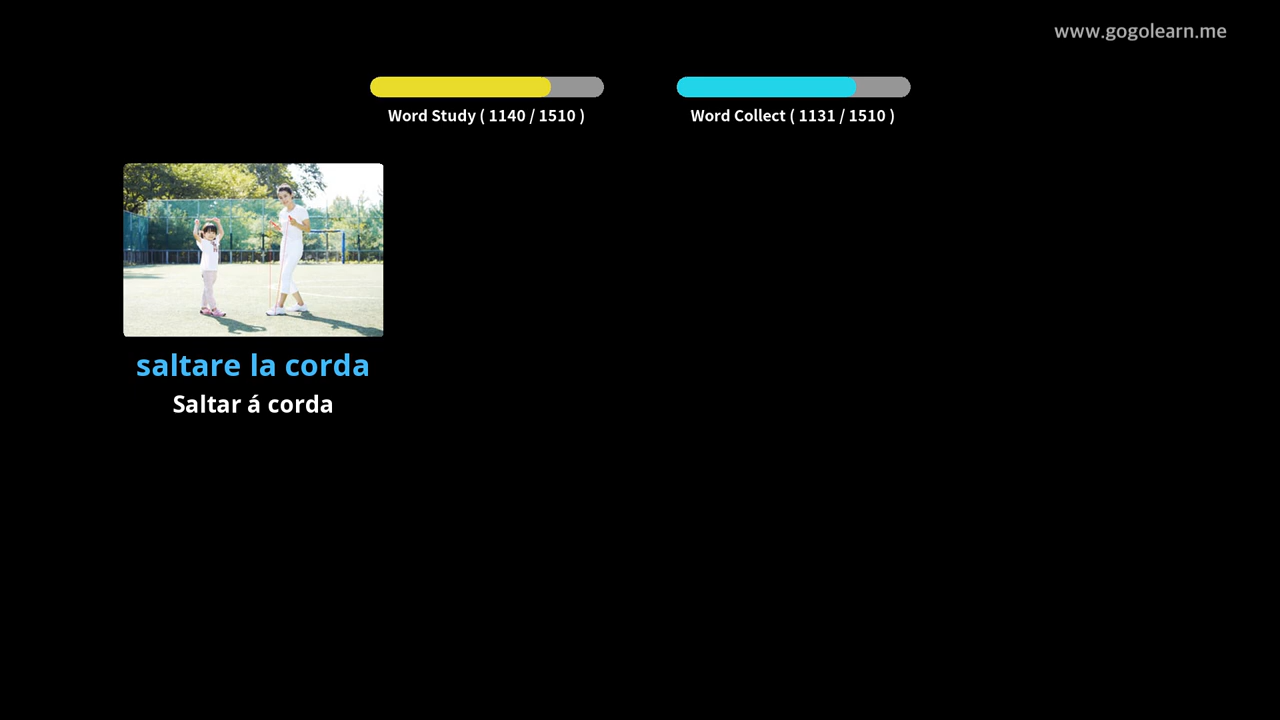 www.gogolearn.me
Word Study ( 1140 / 1510 )
Word Collect ( 1131 / 1510 )
saltare la corda
Saltar á corda